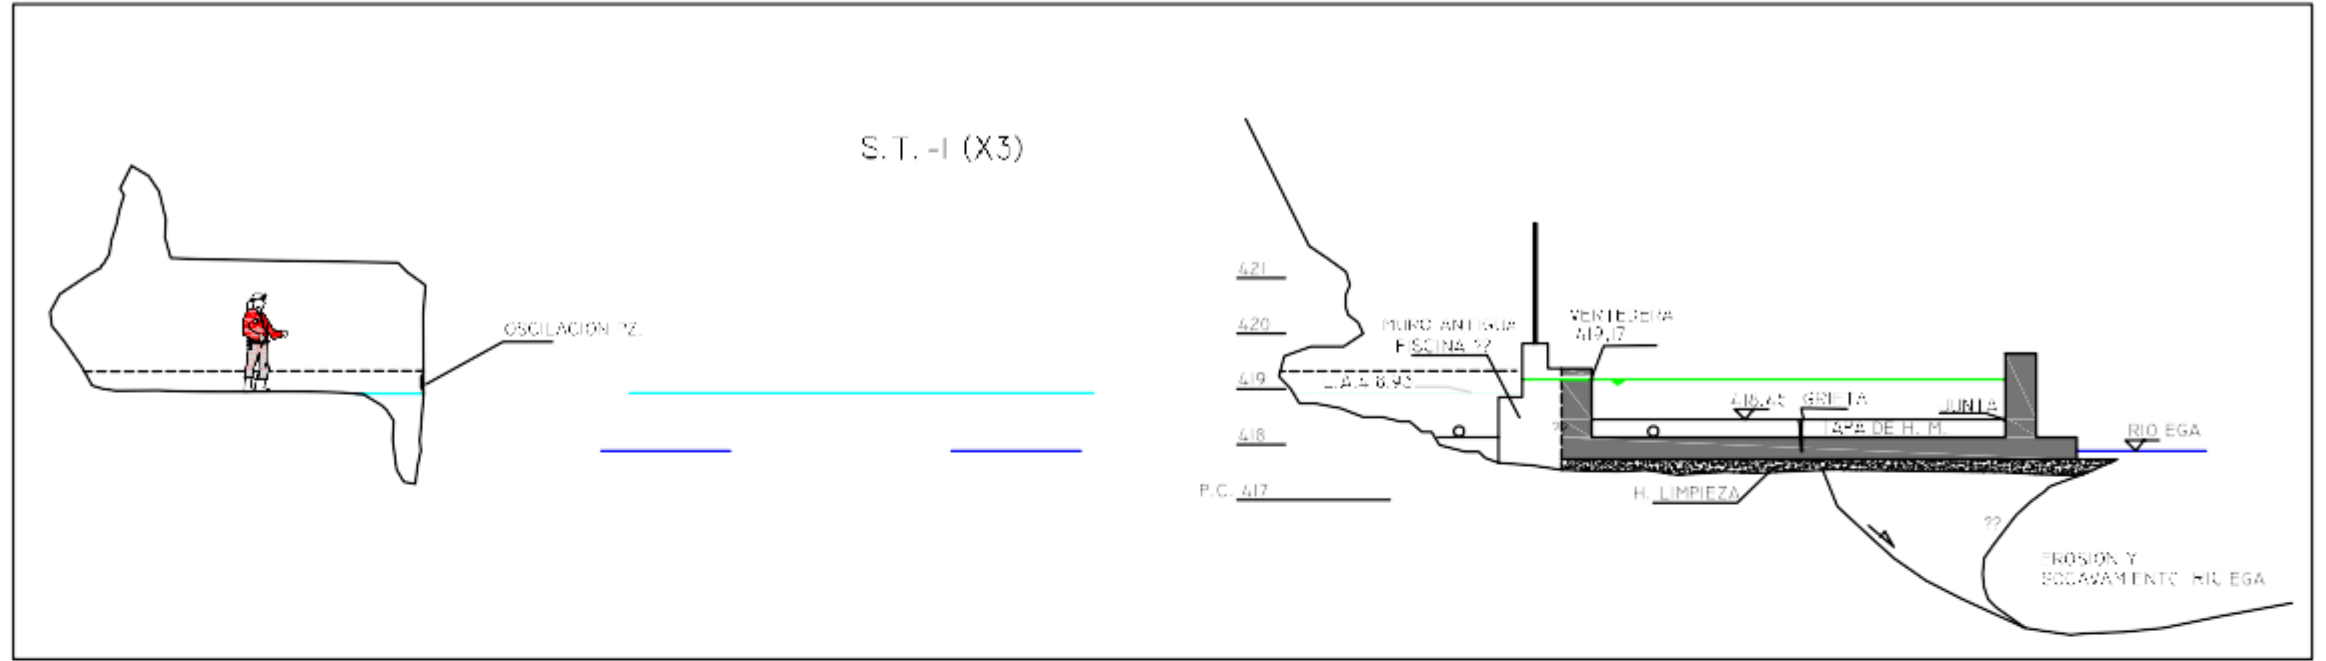 S.T. -I (X3)
OSCILACION PZ.
421
420
419
418
P.C. 417
MURO ANTIGUA
PISCINA ??
VERTEDERA
419,17
418.45
GRIETA
JUNTA
TAPA DE H. M.
??
RIO EGA
H. LIMPIEZA
??
EROSION Y
SOCAVAMIENTO RIO EGA